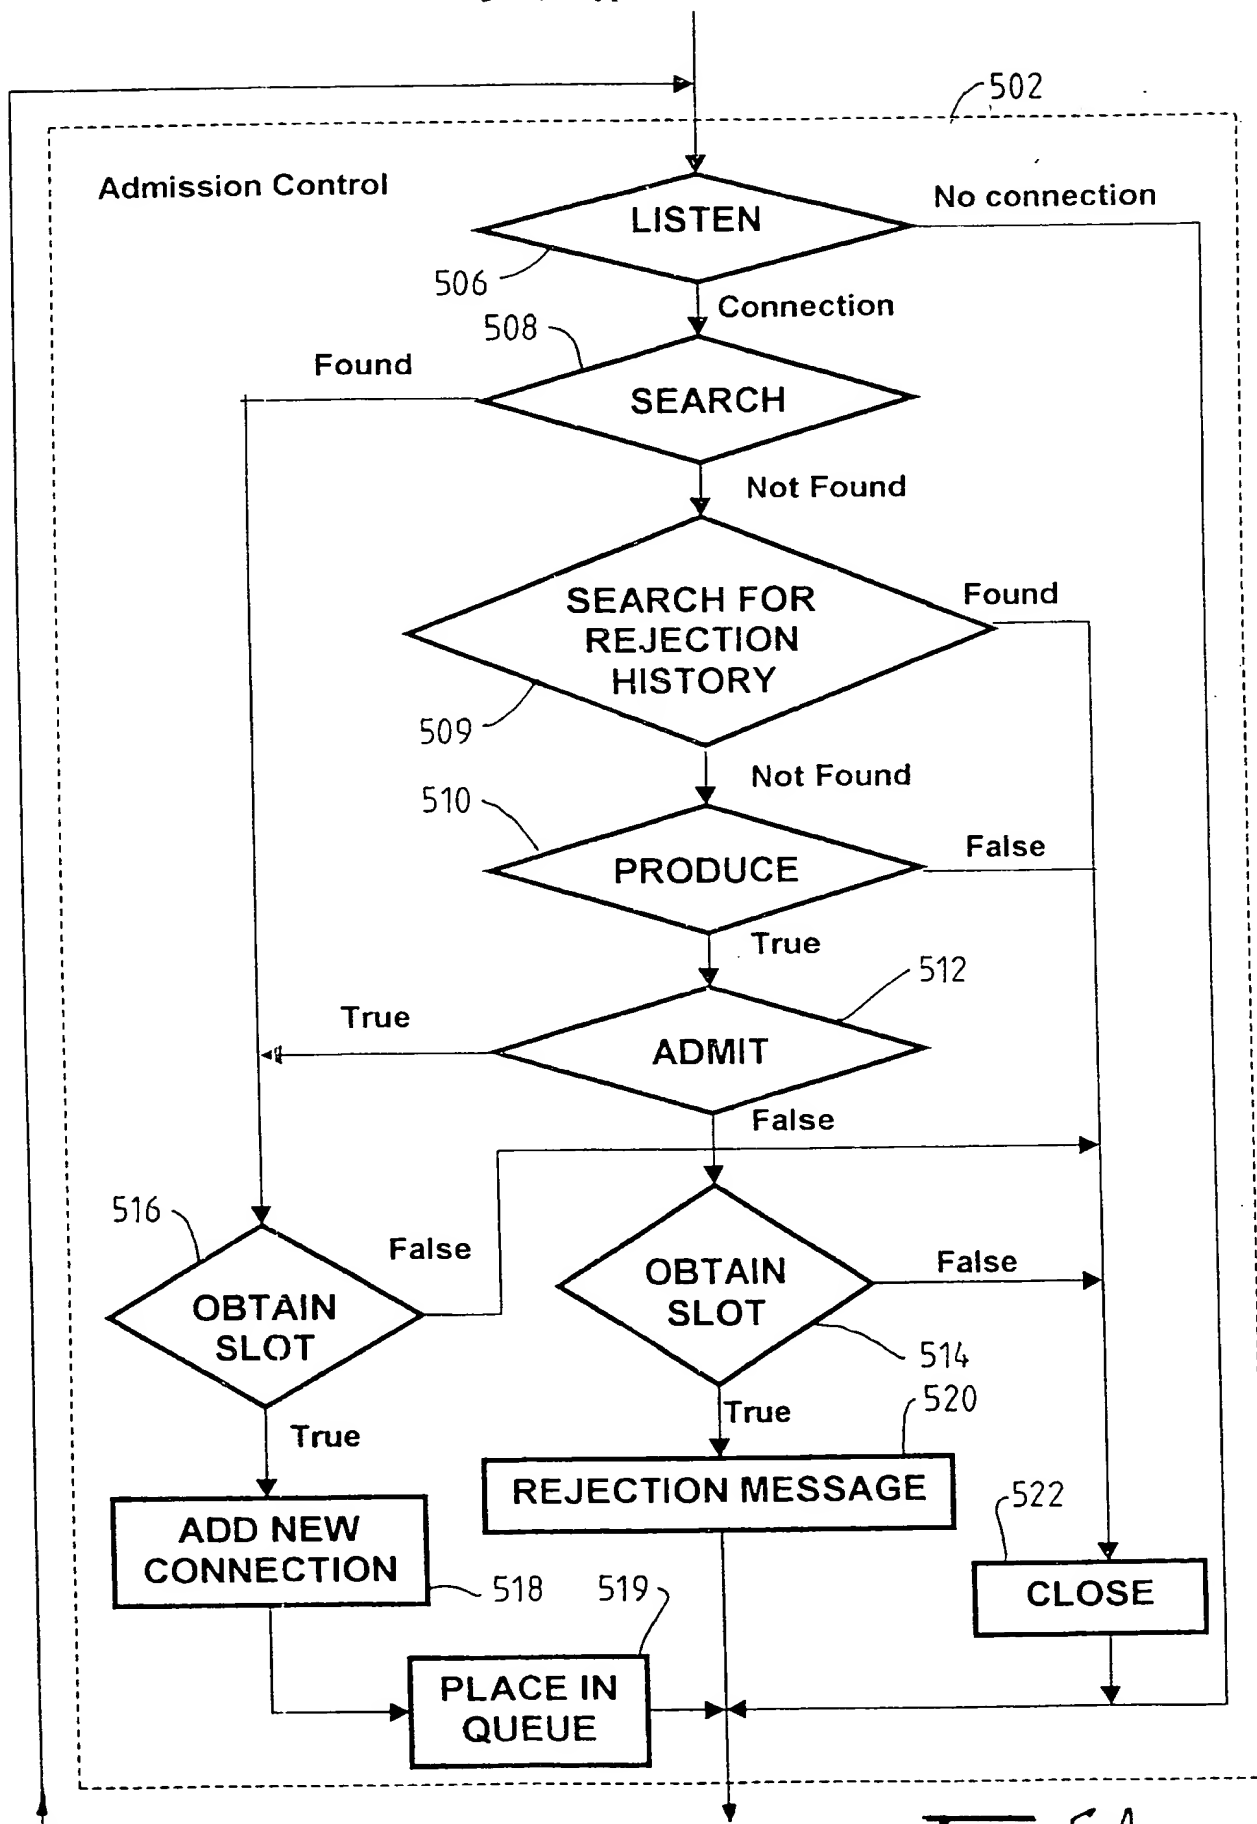 502
Admission Control
No connection
LISTEN
506
Connection
508
Found
SEARCH
Not Found
SEARCH FOR
REJECTION
HISTORY
Found
509
Not Found
510
PRODUCE
False
True
512
True
ADMIT
False
516
False
OBTAIN
SLOT
OBTAIN
SLOT
False
514
True
520
True
REJECTION MESSAGE
522
ADD NEW
CONNECTION
518
519
CLOSE
PLACE IN
QUEUE